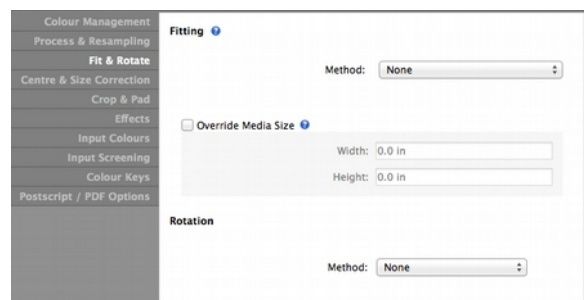 Colour Management
Process & Resampling
Fit & Rotate
Centre & Size Correction
Crop & Pad
Effects
Input Colours
Input Screening
Colour Keys
Postscript / PDF Options
Fitting ?
Method: None
Override Media Size ?
Width: 0.0 in
Height: 0.0 in
Rotation
Method: None